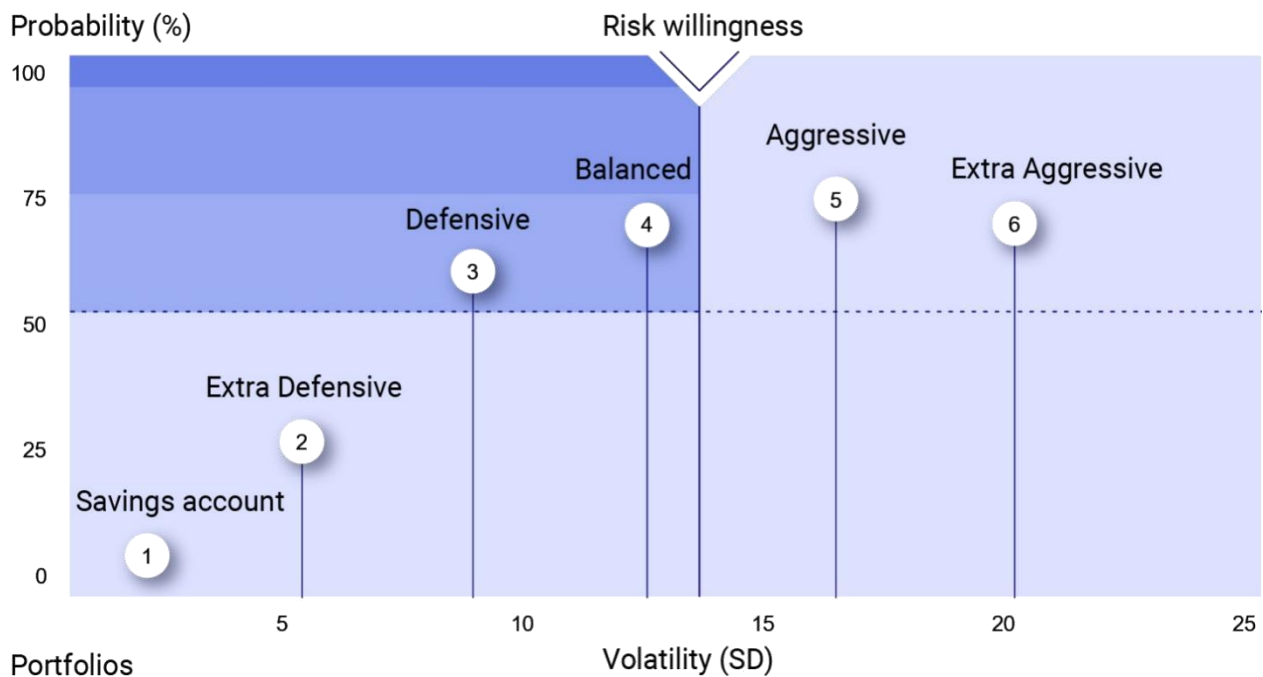 Probability (%)
Risk willingness
100
Aggressive
Balanced
Extra Aggressive
75
5
Defensive
4
6
3
50
Extra Defensive
2
25
Savings account
1
0
5
10
15
20
25
Volatility (SD)
Portfolios